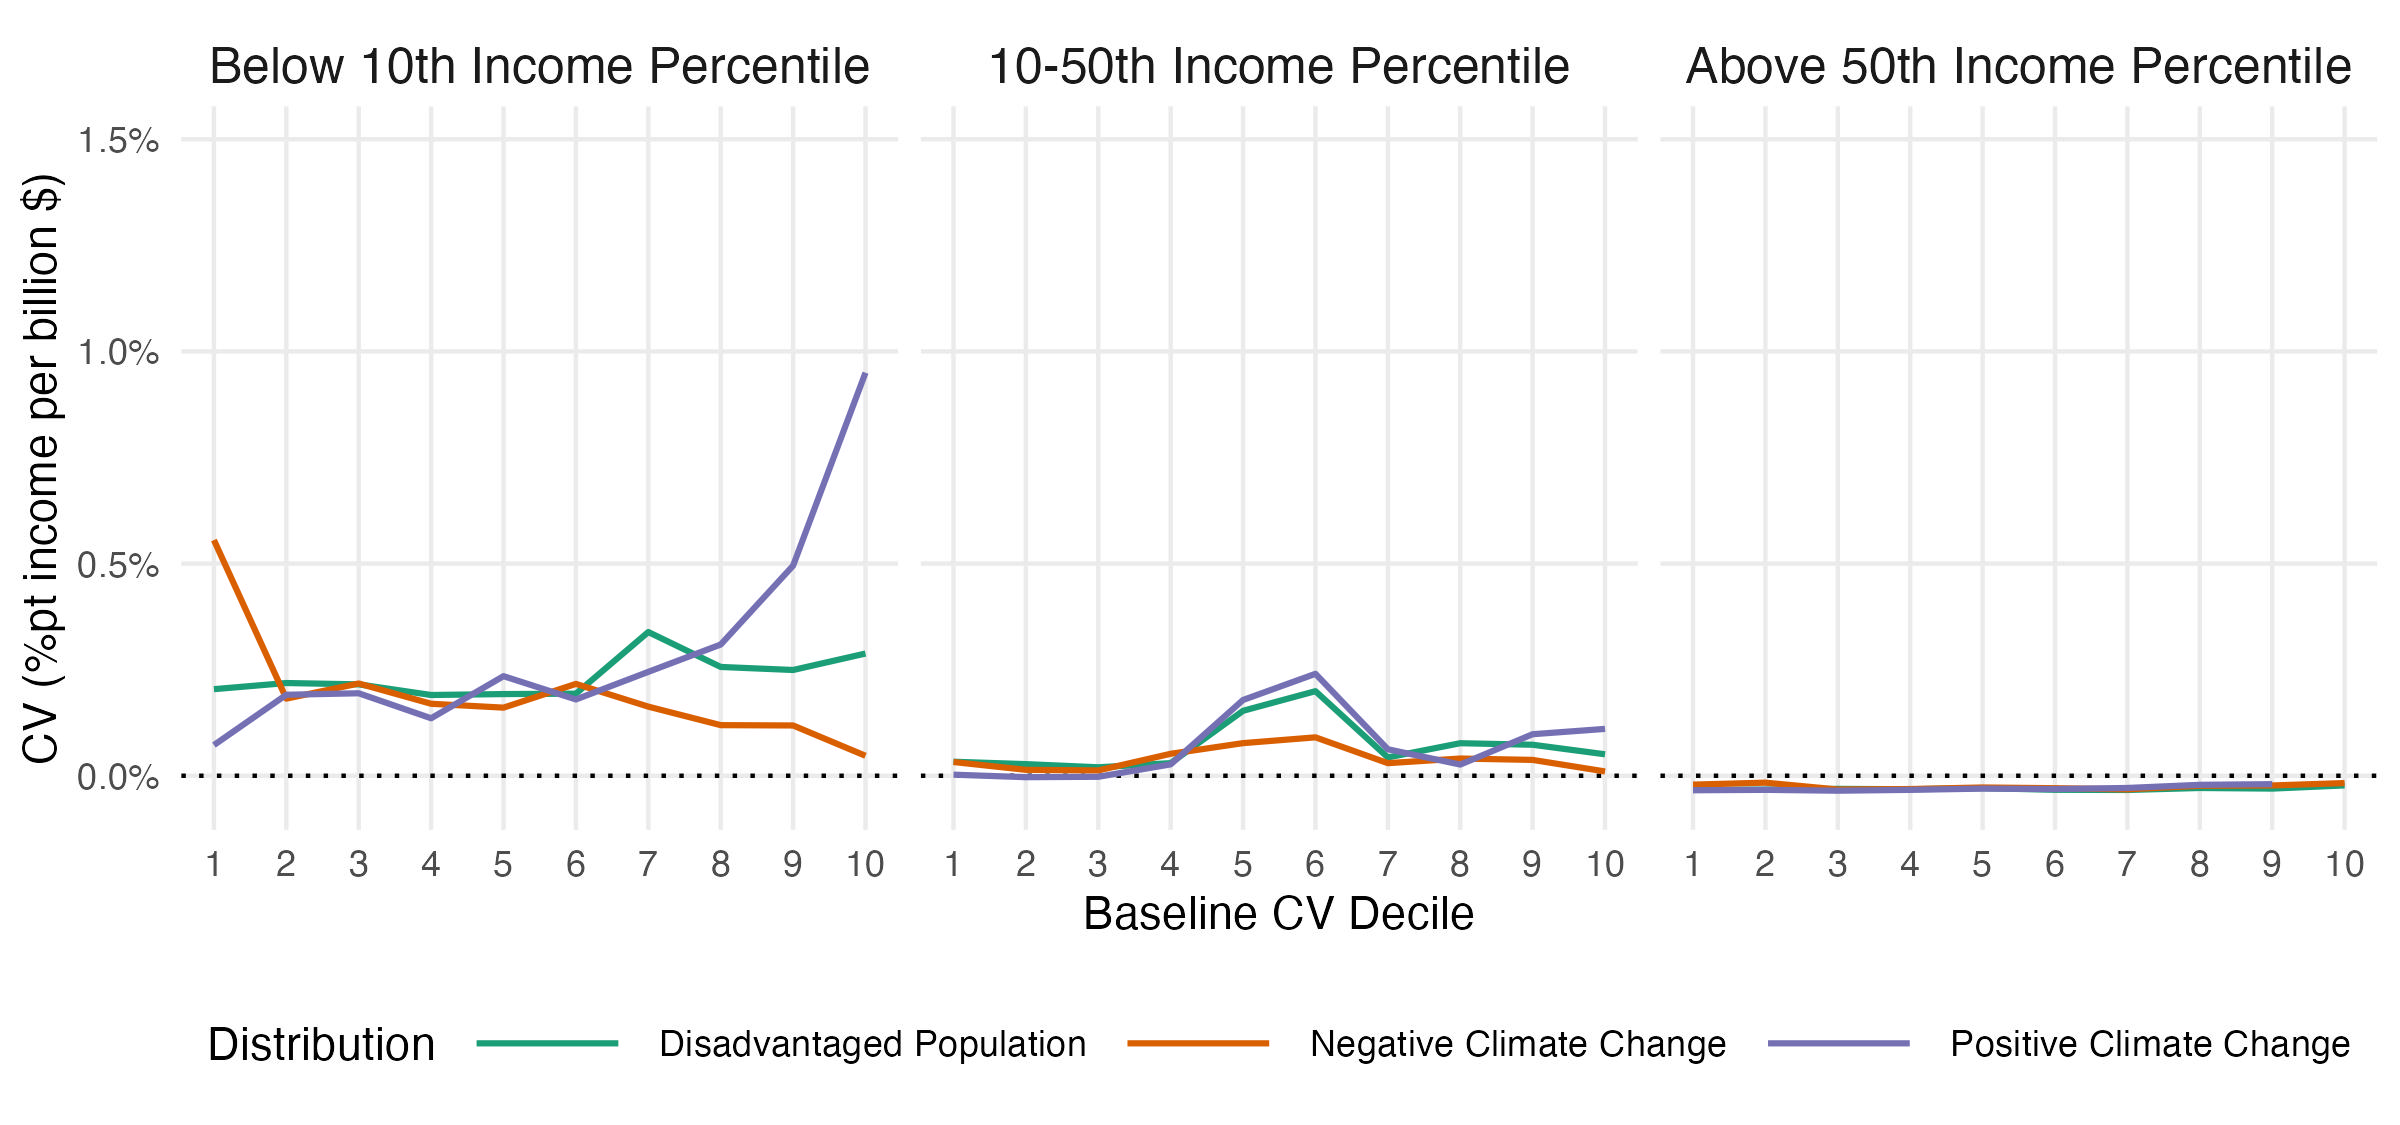 Below 10th Income Percentile
10-50th Income Percentile
Above 50th Income Percentile
CV (%pt income per billion $)
1.5%
1.0%
0.5%
0.0%
1 2 3 4 5 6 7 8 9 10
1 2 3 4 5 6 7 8 9 10
1 2 3 4 5 6 7 8 9 10
Baseline CV Decile
Distribution
Disadvantaged Population
Negative Climate Change
Positive Climate Change